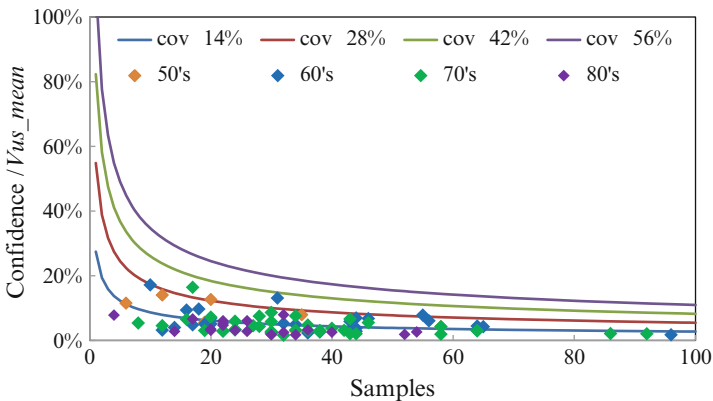 100%
cov 14% cov 28% cov 42% cov 56%
80%
50's 60's 70's 80's
60%
40%
20%
0%
0 20 40 60 80 100
Samples
Confidence / Vus_mean